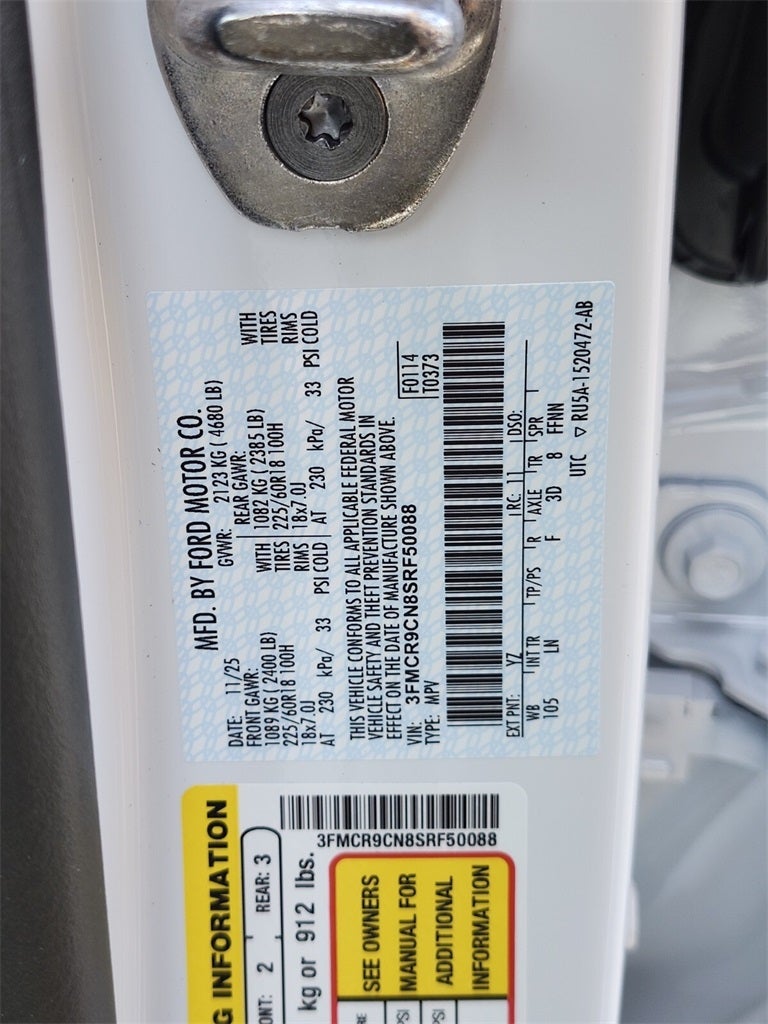 MFD. BY FORD MOTOR CO.
DATE: 11/25 GVWR: 2123 KG ( 4680 LB)
FRONT GAWR: REAR GAWR:
1089 KG ( 2400 LB) WITH 1082 KG ( 2385 LB) WITH
225/60R18 100H TIRES 225/60R18 100H TIRES
18x7.0J RIMS 18x7.0J RIMS
AT 230 kPa/ 33 PSI COLD AT 230 kPa/ 33 PSI COLD
THIS VEHICLE CONFORMS TO ALL APPLICABLE FEDERAL MOTOR
VEHICLE SAFETY AND THEFT PREVENTION STANDARDS IN
EFFECT ON THE DATE OF MANUFACTURE SHOWN ABOVE.
VIN: 3FMCR9CN8SRF50088 F0114
TYPE: MPV T0373
EXT PNT: YZ RC: 11 DSO:
WB INT TR TP/PS R AXLE TR SPR
105 LN F 3D 8 FFNN
UTC ▽ RU5A-1520472-AB
G INFORMATION
ONT: 2 REAR: 3
3FMCR9CN8SRF50088
kg or 912 lbs.
SEE OWNERS
MANUAL FOR
ADDITIONAL
INFORMATION
PSI
PSI